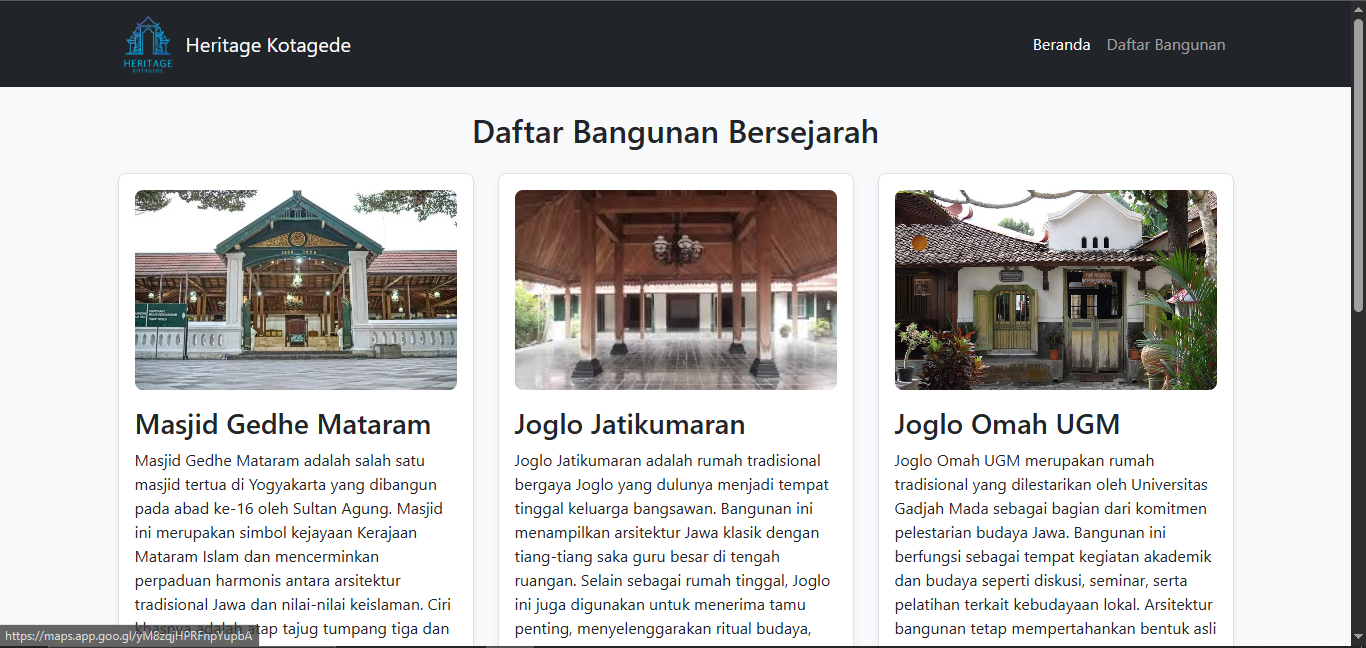 HERITAGE
KOTAGEDE
Heritage Kotagede
Beranda
Daftar Bangunan
Daftar Bangunan Bersejarah
Masjid Gedhe Mataram
Masjid Gedhe Mataram adalah salah satu
masjid tertua di Yogyakarta yang dibangun
pada abad ke-16 oleh Sultan Agung. Masjid
ini merupakan simbol kejayaan Kerajaan
Mataram Islam dan mencerminkan
perpaduan harmonis antara arsitektur
tradisional Jawa dan nilai-nilai keislaman. Ciri
khasnya adalah atap tajug tumpang tiga dan
Joglo Jatikumaran
Joglo Jatikumaran adalah rumah tradisional
bergaya Joglo yang dulunya menjadi tempat
tinggal keluarga bangsawan. Bangunan ini
menampilkan arsitektur Jawa klasik dengan
tiang-tiang saka guru besar di tengah
ruangan. Selain sebagai rumah tinggal, Joglo
ini juga digunakan untuk menerima tamu
penting, menyelenggarakan ritual budaya,
Joglo Omah UGM
Joglo Omah UGM merupakan rumah
tradisional yang dilestarikan oleh Universitas
Gadjah Mada sebagai bagian dari komitmen
pelestarian budaya Jawa. Bangunan ini
berfungsi sebagai tempat kegiatan akademik
dan budaya seperti diskusi, seminar, serta
pelatihan terkait kebudayaan lokal. Arsitektur
bangunan tetap mempertahankan bentuk asli
https://maps.app.goo.gl/yM8zqjHPRFnpYupbA